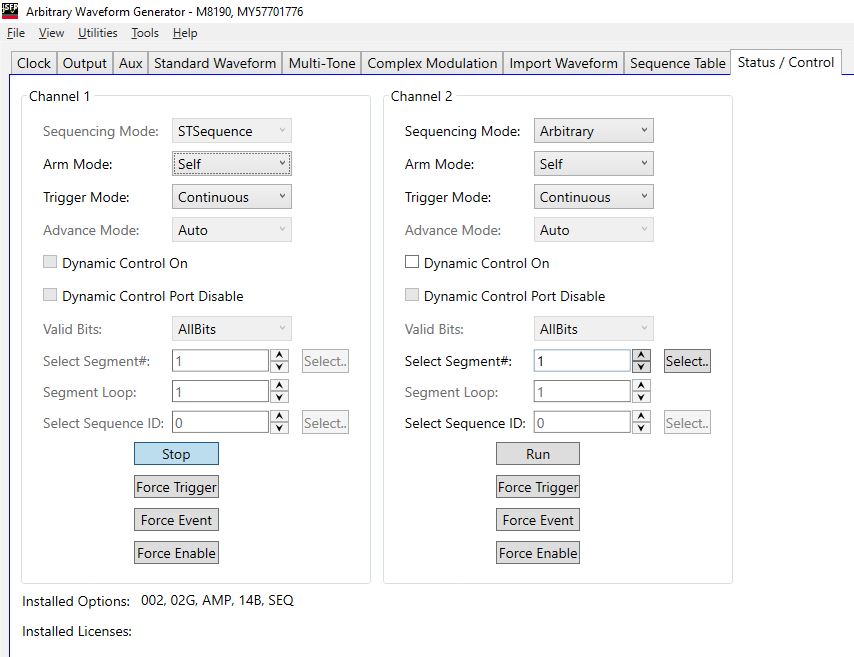 Arbitrary Waveform Generator - M8190, MY57701776
File View Utilities Tools Help
Clock Output Aux Standard Waveform Multi-Tone Complex Modulation Import Waveform Sequence Table Status / Control
Channel 1
Sequencing Mode: STSequence
Arm Mode: Self
Trigger Mode: Continuous
Advance Mode: Auto
Dynamic Control On
Dynamic Control Port Disable
Valid Bits: AllBits
Select Segment#: 1 Select..
Segment Loop: 1
Select Sequence ID: 0 Select..
Stop
Force Trigger
Force Event
Force Enable
Channel 2
Sequencing Mode: Arbitrary
Arm Mode: Self
Trigger Mode: Continuous
Advance Mode: Auto
Dynamic Control On
Dynamic Control Port Disable
Valid Bits: AllBits
Select Segment#: 1 Select..
Segment Loop: 1
Select Sequence ID: 0 Select..
Run
Force Trigger
Force Event
Force Enable
Installed Options: 002, 02G, AMP, 14B, SEQ
Installed Licenses: